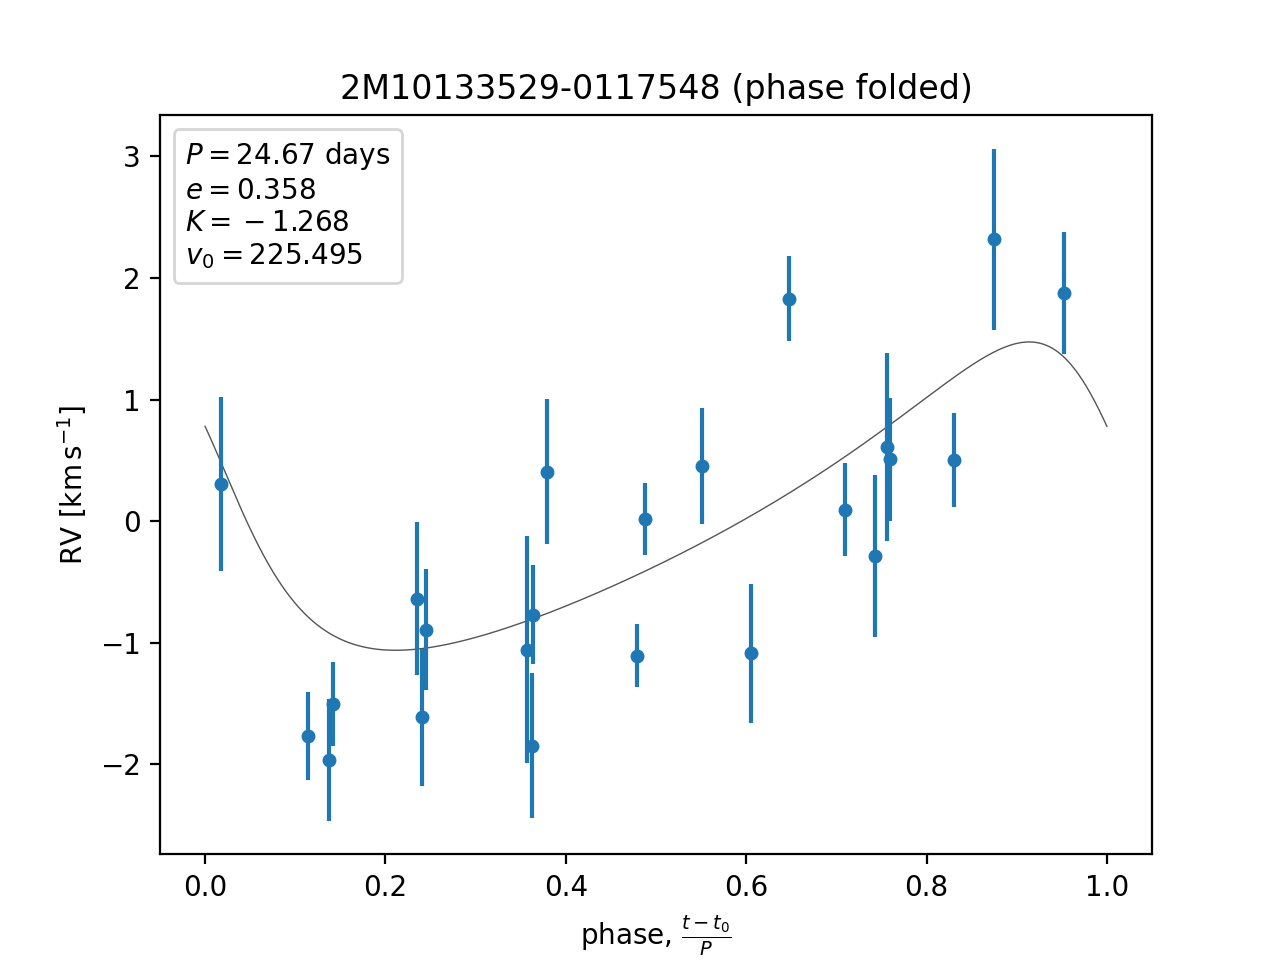 2M10133529-0117548 (phase folded)
P = 24.67 days
e = 0.358
K = −1.268
v₀ = 225.495
RV [km s⁻¹]
3
2
1
0
−1
−2
0.0 0.2 0.4 0.6 0.8 1.0
phase, (t − t₀)/P